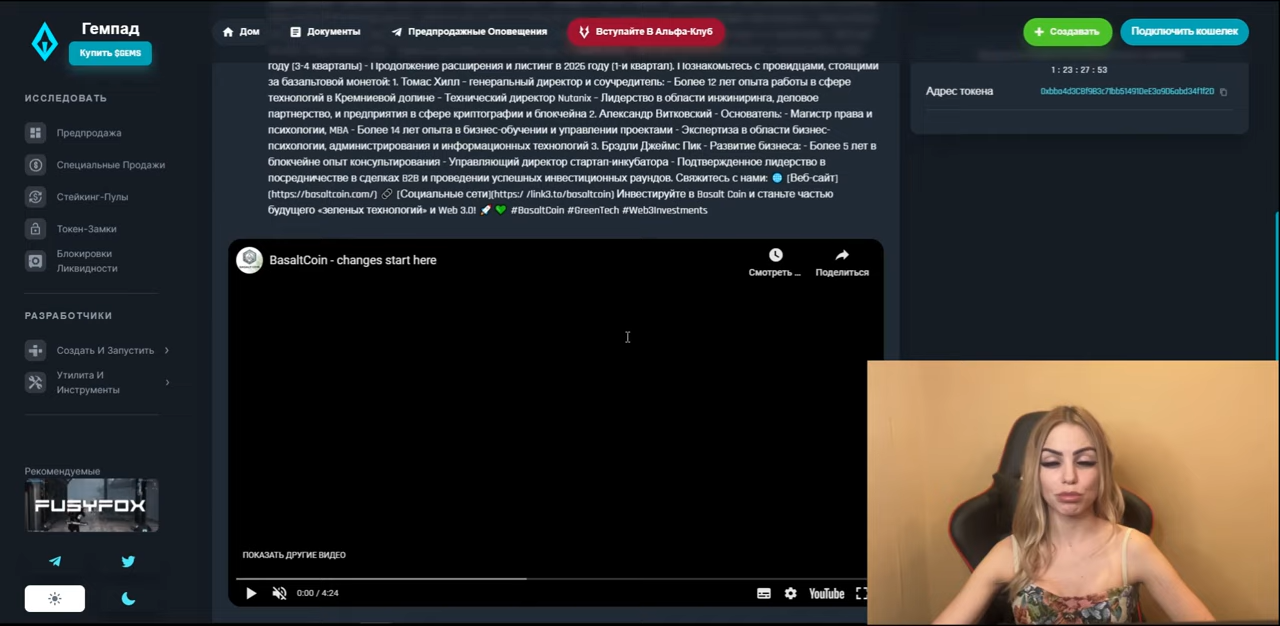 Гемпад
Купить $GEMS
Дом
Документы
Предпродажные Оповещения
Вступайте В Альфа-Клуб
Создавать
Подключить кошелек
ИССЛЕДОВАТЬ
Предпродажа
Специальные Продажи
Стейкинг-Пулы
Токен-Замки
Блокировки
Ликвидности
РАЗРАБОТЧИКИ
Создать И Запустить
Утилита И
Инструменты
Рекомендуемые
FUSYFOX
году (3-4 кварталы) - Продолжение расширения и листинг в 2026 году (1-й квартал). Познакомьтесь с провидцами, стоящими
за базальтовой монетой: 1. Томас Хилл - генеральный директор и соучредитель: - Более 12 лет опыта работы в сфере
технологий в Кремниевой долине - Технический директор Nutanix - Лидерство в области инжиниринга, деловое
партнерство, и предприятия в сфере криптографии и блокчейна 2. Александр Витковский - Основатель: - Магистр права и
психологии, MBA - Более 14 лет опыта в бизнес-обучении и управлении проектами - Экспертиза в области бизнес-
психологии, администрирования и информационных технологий 3. Брэдли Джеймс Пик - Развитие бизнеса: - Более 5 лет в
блокчейне опыт консультирования - Управляющий директор стартап-инкубатора - Подтвержденное лидерство в
посредничестве в сделках B2B и проведении успешных инвестиционных раундов. Свяжитесь с нами: 🌐 [Веб-сайт]
(https://basaltcoin.com/) 🔗 [Социальные сети](https:/ /link3.to/basaltcoin) Инвестируйте в Basalt Coin и станьте частью
будущего «зеленых технологий» и Web 3.0! 🚀 💚 #BasaltCoin #GreenTech #Web3Investments
BasaltCoin - changes start here
Смотреть ...
Поделиться
ПОКАЗАТЬ ДРУГИЕ ВИДЕО
0:00 / 4:24
YouTube
1 : 23 : 27 : 53
Адрес токена